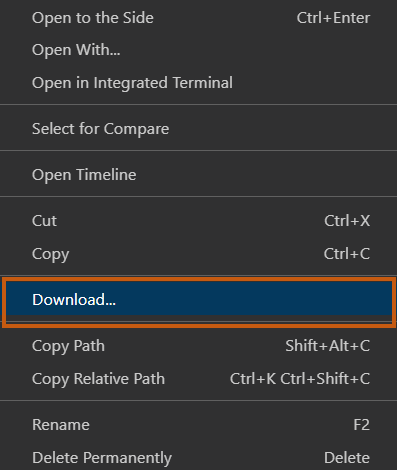 Open to the Side Ctrl+Enter
Open With...
Open in Integrated Terminal
Select for Compare
Open Timeline
Cut Ctrl+X
Copy Ctrl+C
Download...
Copy Path Shift+Alt+C
Copy Relative Path Ctrl+K Ctrl+Shift+C
Rename F2
Delete Permanently Delete